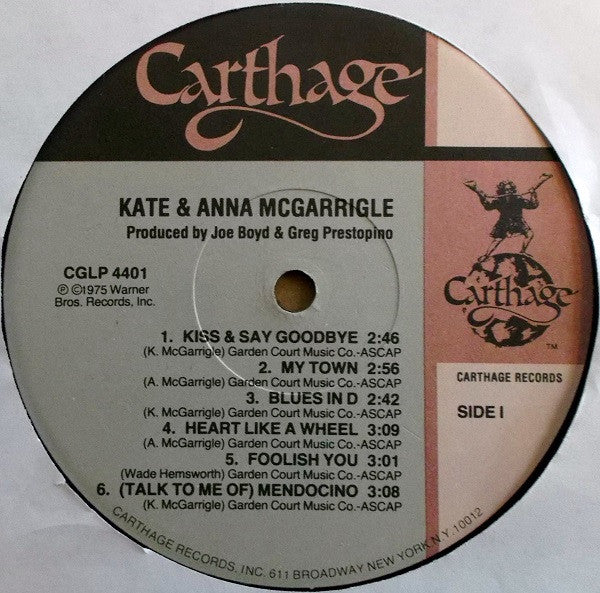 Carthage
KATE & ANNA MCGARRIGLE
Produced by Joe Boyd & Greg Prestopino
CGLP 4401
℗ ©1975 Warner
Bros. Records, Inc.
1. KISS & SAY GOODBYE 2:46
(K. McGarrigle) Garden Court Music Co.-ASCAP
2. MY TOWN 2:56
(A. McGarrigle) Garden Court Music Co.-ASCAP
3. BLUES IN D 2:42
(K. McGarrigle) Garden Court Music Co.-ASCAP
4. HEART LIKE A WHEEL 3:09
(A. McGarrigle) Garden Court Music Co.-ASCAP
5. FOOLISH YOU 3:01
(Wade Hemsworth) Garden Court Music Co.-ASCAP
6. (TALK TO ME OF) MENDOCINO 3:08
(K. McGarrigle) Garden Court Music Co.-ASCAP
Carthage
TM
CARTHAGE RECORDS
SIDE I
CARTHAGE RECORDS, INC. 611 BROADWAY NEW YORK N.Y. 10012